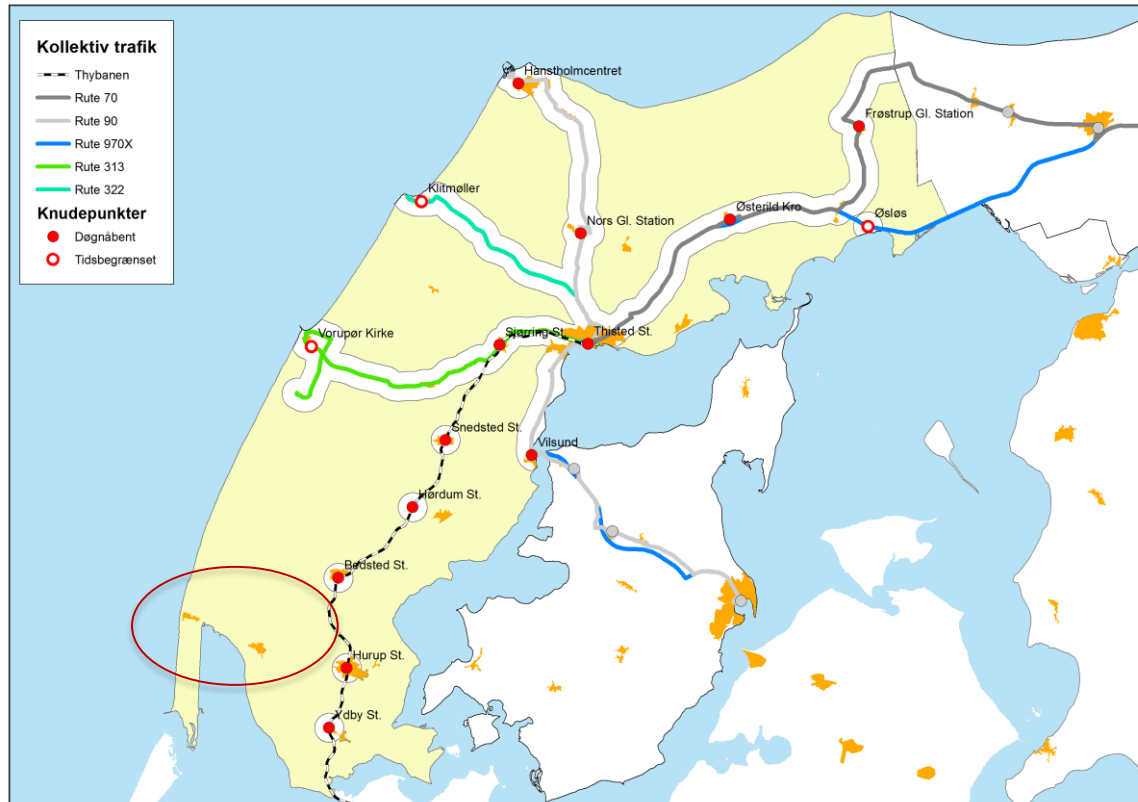 Kollektiv trafik
Thybanen
Rute 70
Rute 90
Rute 970X
Rute 313
Rute 322
Knudepunkter
Døgnåbent
Tidsbegrænset
Hanstholmcentret
Frøstrup Gl. Station
Klitmøller
Østerild Kro
Øsløs
Nors Gl. Station
Vorupør Kirke
Sjørring St.
Thisted St.
Snedsted St.
Vilsund
Hørdum St.
Bedsted St.
Hurup St.
Ydby St.